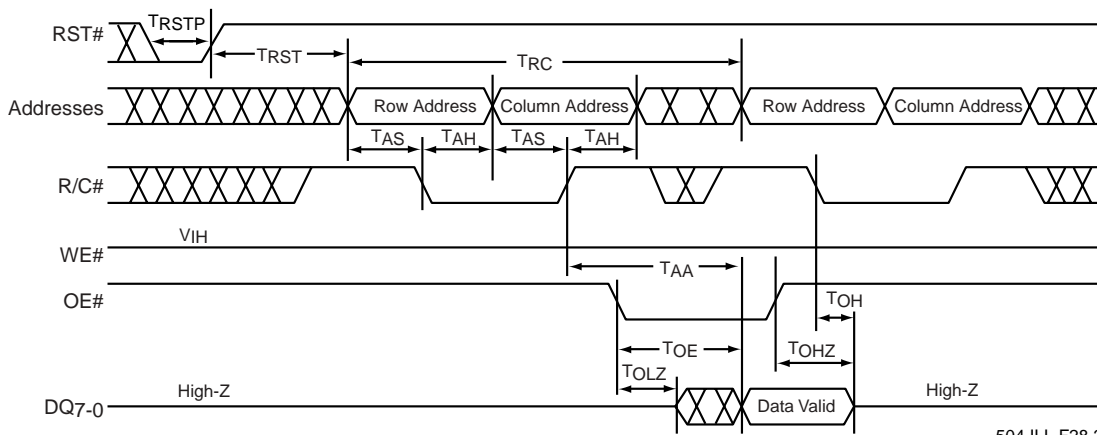 RST#
TRSTP
TRST
TRC
Addresses
Row Address
Column Address
Row Address
Column Address
TAS
TAH
TAS
TAH
R/C#
VIH
WE#
TAA
OE#
TOH
TOE
TOHZ
TOLZ
High-Z
High-Z
DQ7-0
Data Valid